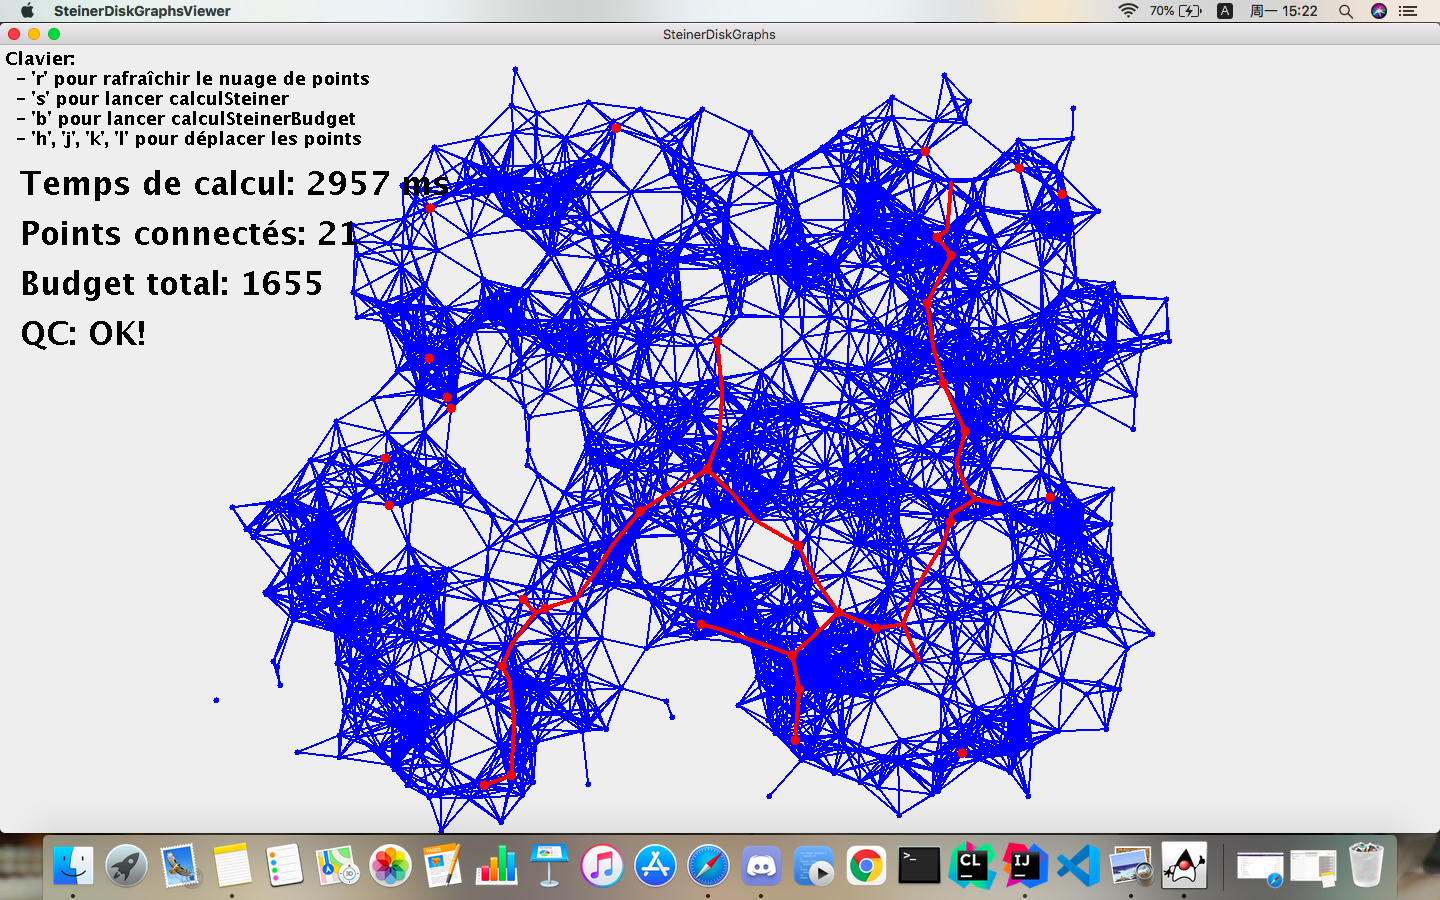 SteinerDiskGraphsViewer
70%
A
周一 15:22
SteinerDiskGraphs
Clavier:
- 'r' pour rafraîchir le nuage de points
- 's' pour lancer calculSteiner
- 'b' pour lancer calculSteinerBudget
- 'h', 'j', 'k', 'l' pour déplacer les points
Temps de calcul: 2957 ms
Points connectés: 21
Budget total: 1655
QC: OK!
3D
>_
CL
IJ